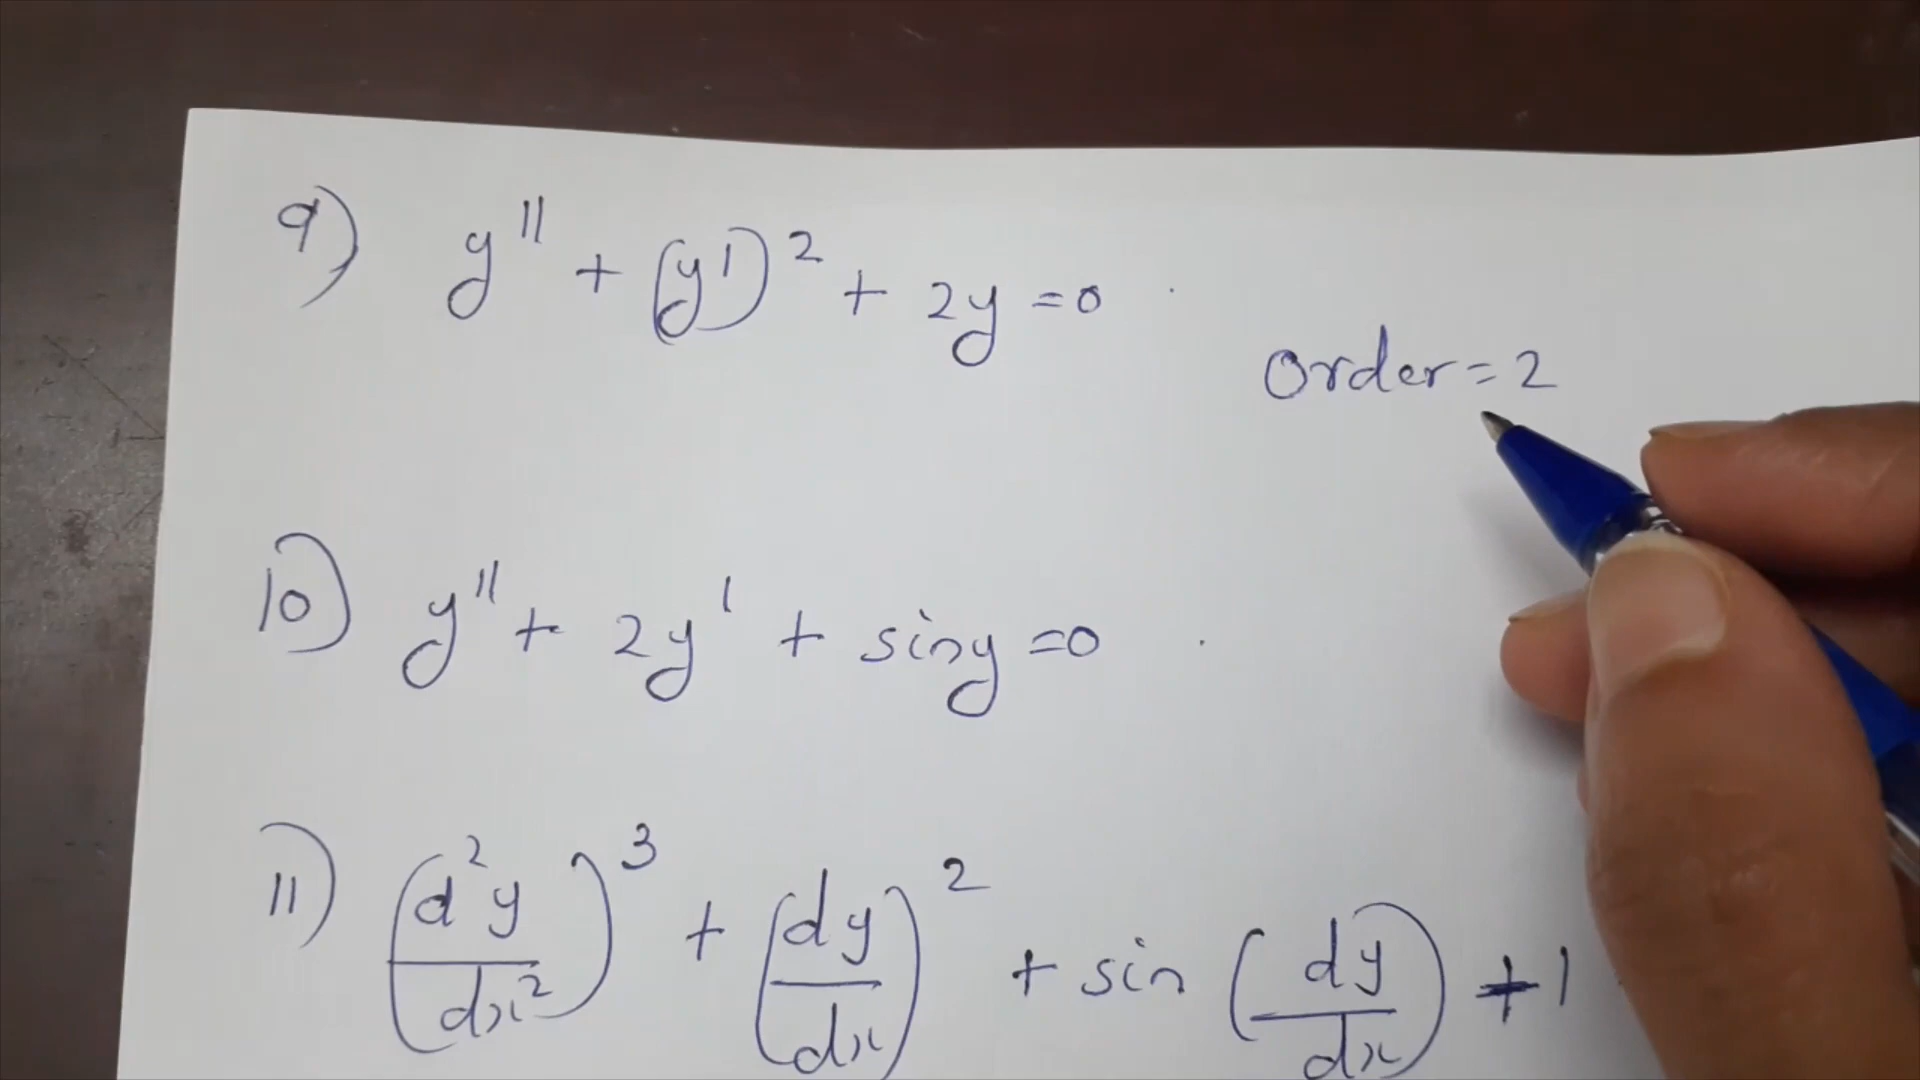 9) y'' + (y')² + 2y = 0
Order = 2
10) y'' + 2y' + siny = 0
11) (d²y/dx²)³ + (dy/dx)² + sin (dy/dx) + 1